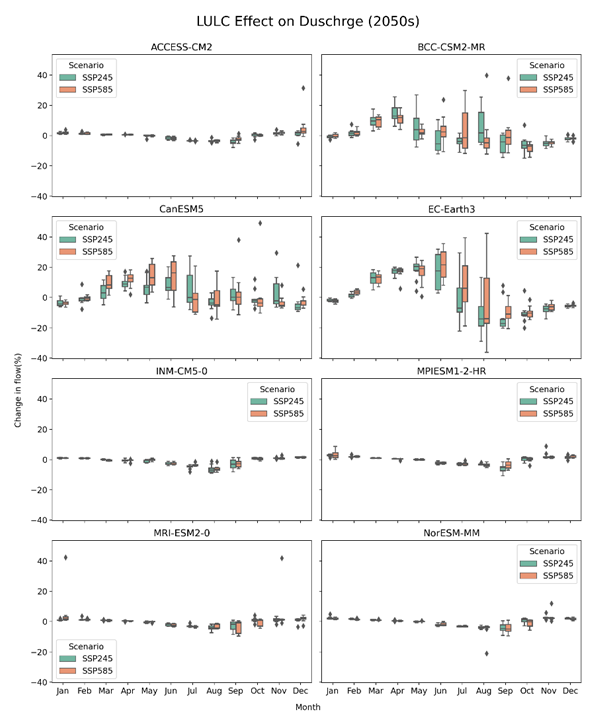 LULC Effect on Duschrge (2050s)
ACCESS-CM2
BCC-CSM2-MR
40
20
0
−20
−40
Scenario
SSP245
SSP585
Scenario
SSP245
SSP585
CanESM5
EC-Earth3
40
20
0
−20
−40
Scenario
SSP245
SSP585
Scenario
SSP245
SSP585
Change in flow(%)
INM-CM5-0
MPIESM1-2-HR
40
20
0
−20
−40
Scenario
SSP245
SSP585
Scenario
SSP245
SSP585
MRI-ESM2-0
NorESM-MM
40
20
0
−20
−40
Scenario
SSP245
SSP585
Scenario
SSP245
SSP585
Jan Feb Mar Apr May Jun Jul Aug Sep Oct Nov Dec
Jan Feb Mar Apr May Jun Jul Aug Sep Oct Nov Dec
Month